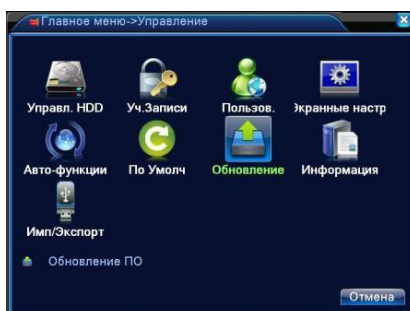 Главное меню->Управление
Управл. HDD
Уч.Записи
Пользов.
Экранные настр
Авто-функции
По Умолч
Обновление
Информация
Имп/Экспорт
Обновление ПО
Отмена